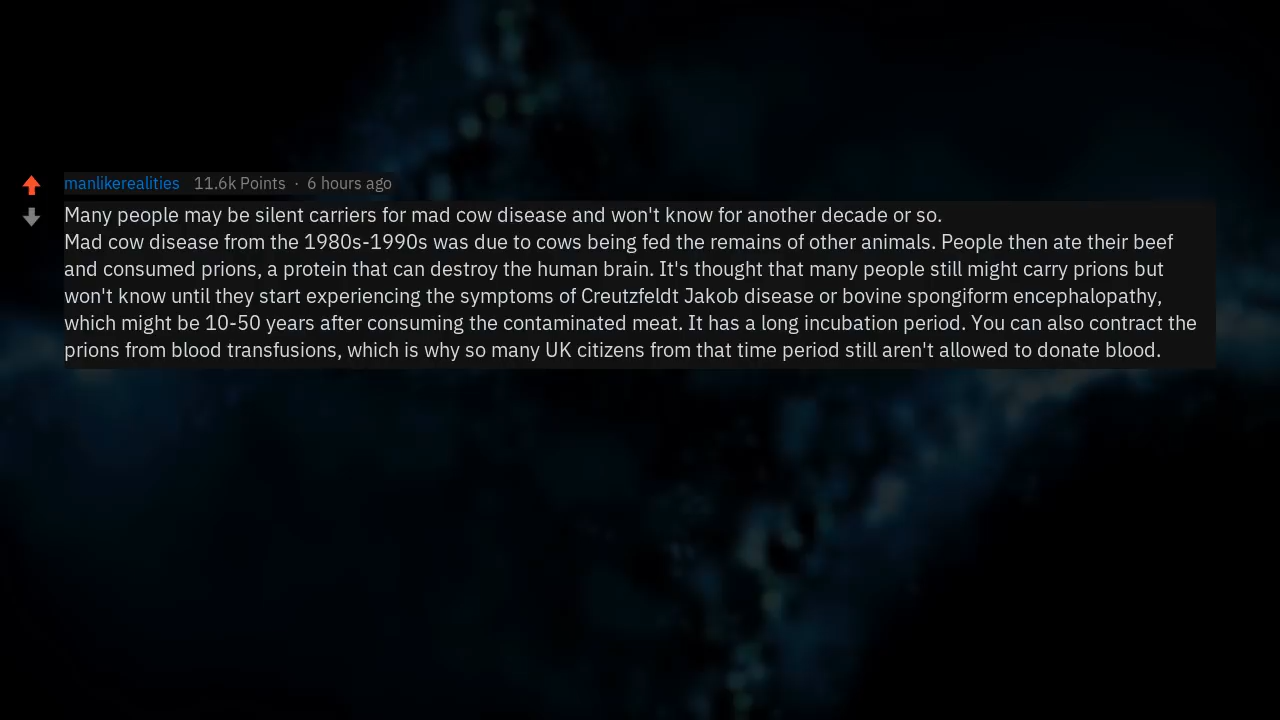 manlikerealities 11.6k Points · 6 hours ago
Many people may be silent carriers for mad cow disease and won't know for another decade or so.
Mad cow disease from the 1980s-1990s was due to cows being fed the remains of other animals. People then ate their beef
and consumed prions, a protein that can destroy the human brain. It's thought that many people still might carry prions but
won't know until they start experiencing the symptoms of Creutzfeldt Jakob disease or bovine spongiform encephalopathy,
which might be 10-50 years after consuming the contaminated meat. It has a long incubation period. You can also contract the
prions from blood transfusions, which is why so many UK citizens from that time period still aren't allowed to donate blood.